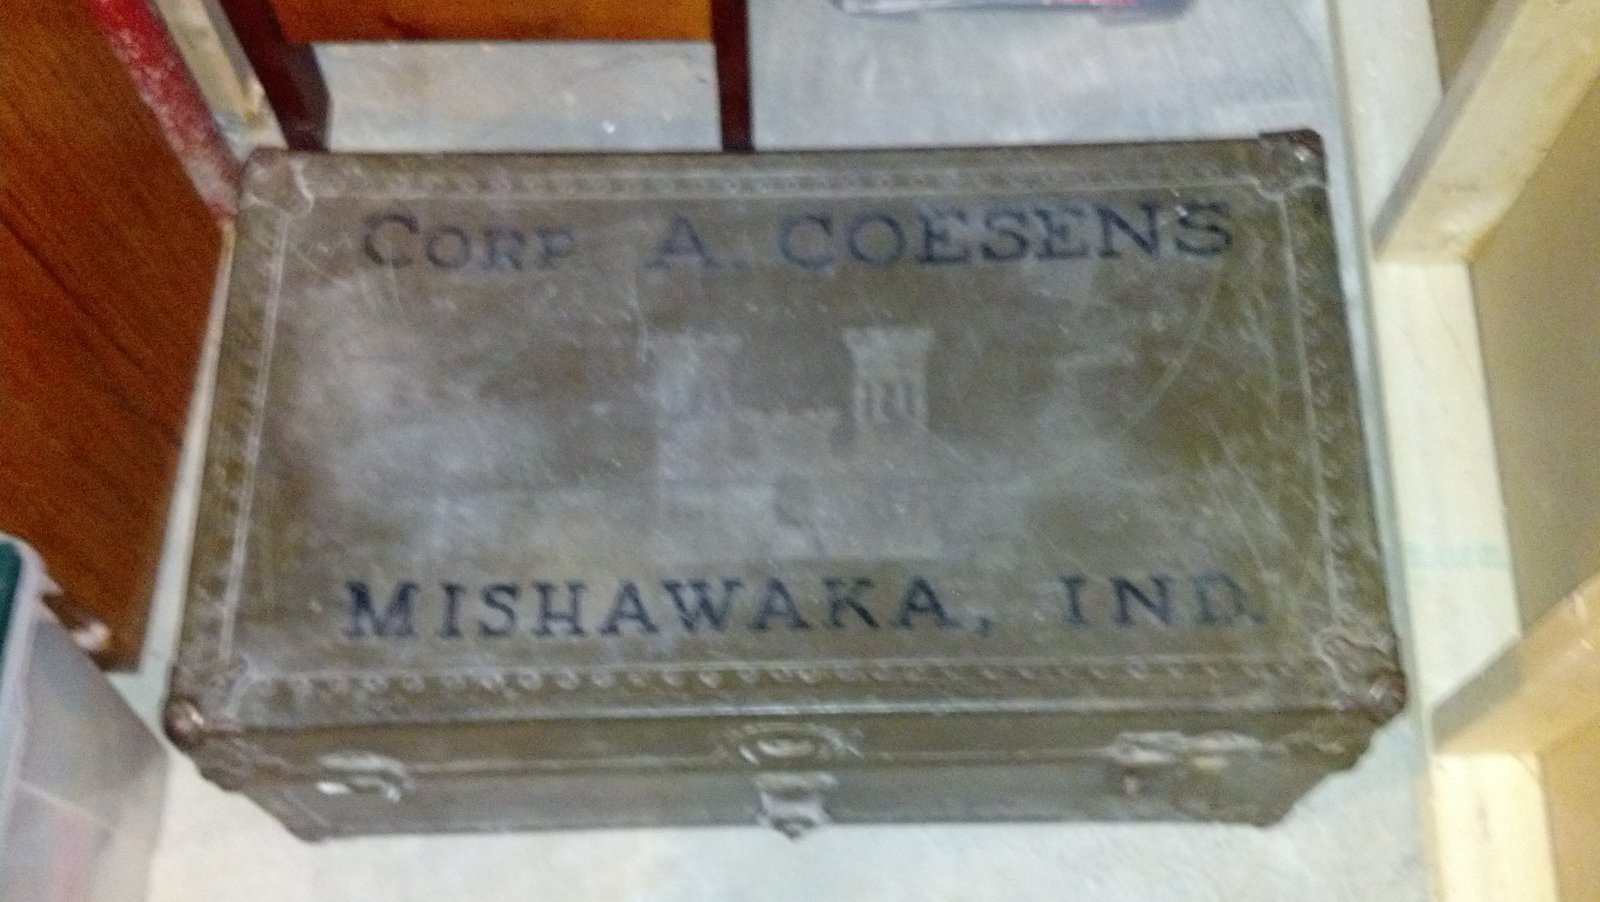 CORP. A. COESENS
MISHAWAKA, IND.